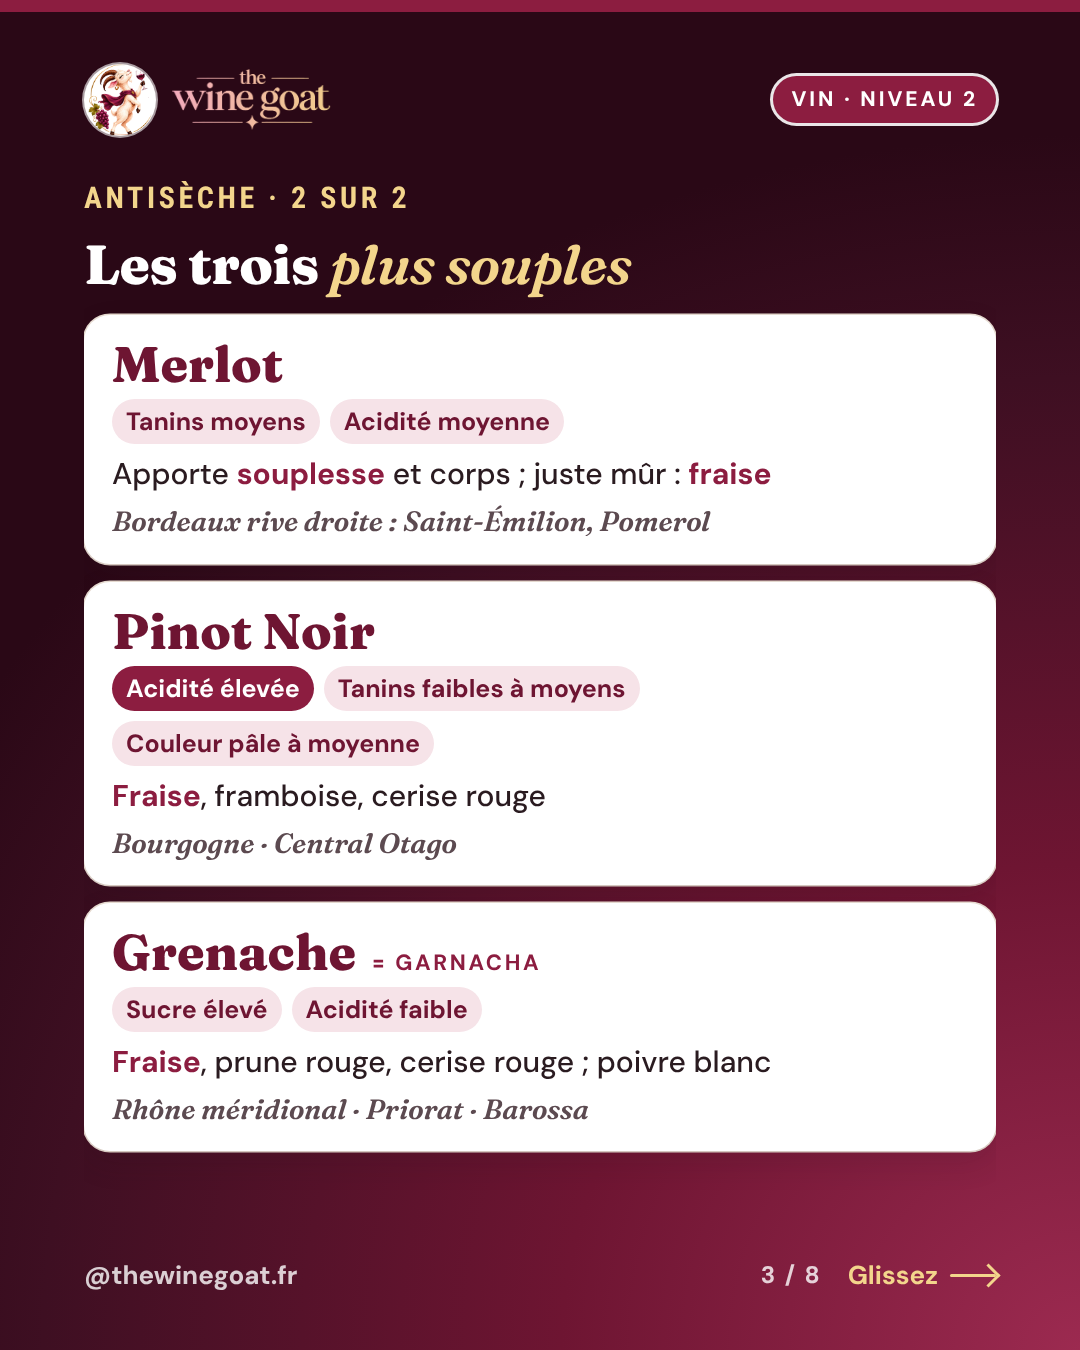 the
wine goat
VIN · NIVEAU 2
ANTISÈCHE · 2 SUR 2
Les trois plus souples
Merlot
Tanins moyens Acidité moyenne
Apporte souplesse et corps ; juste mûr : fraise
Bordeaux rive droite : Saint-Émilion, Pomerol
Pinot Noir
Acidité élevée Tanins faibles à moyens
Couleur pâle à moyenne
Fraise, framboise, cerise rouge
Bourgogne · Central Otago
Grenache = GARNACHA
Sucre élevé Acidité faible
Fraise, prune rouge, cerise rouge ; poivre blanc
Rhône méridional · Priorat · Barossa
@thewinegoat.fr 3 / 8 Glissez